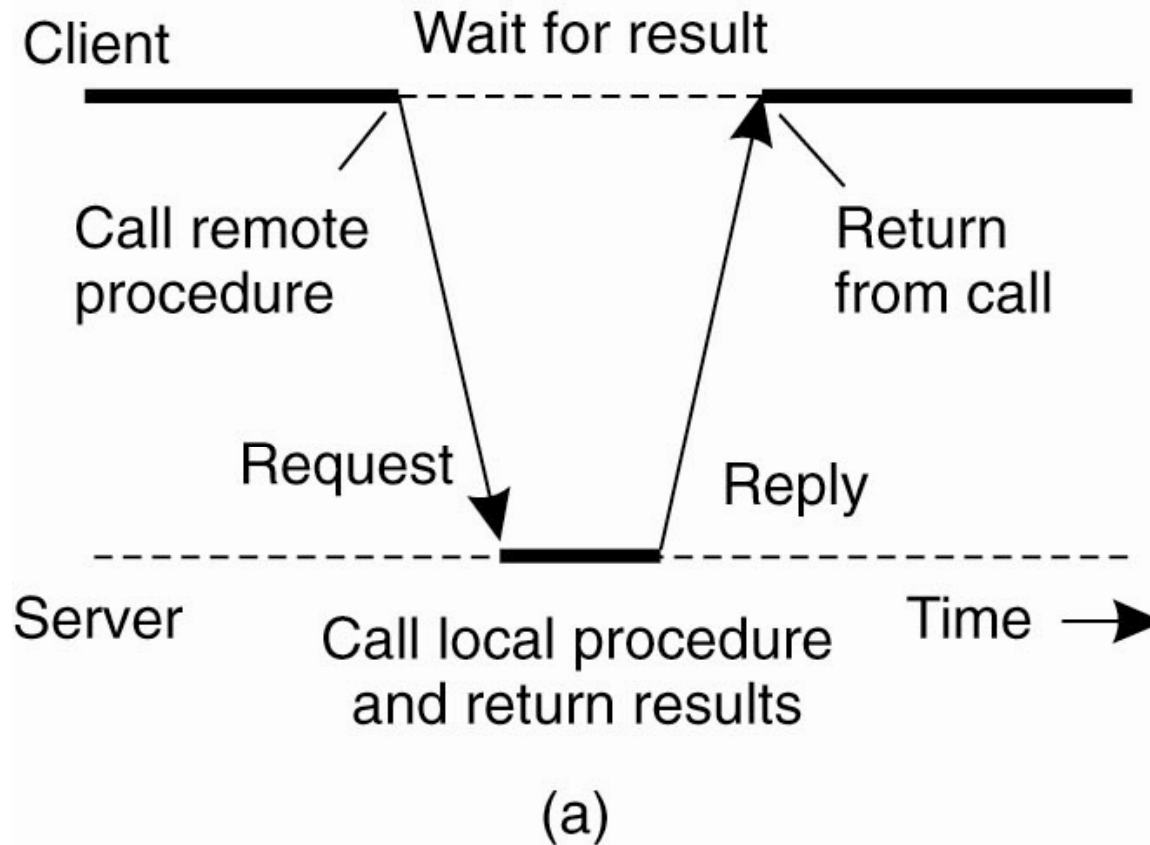 Client
Wait for result
Call remote
procedure
Return
from call
Request
Reply
Server
Time
Call local procedure
and return results
(a)